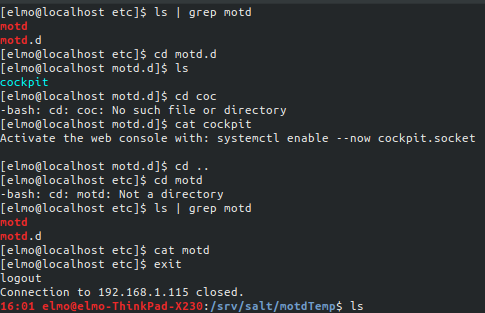 [elmo@localhost etc]$ ls | grep motd
motd
motd.d
[elmo@localhost etc]$ cd motd.d
[elmo@localhost motd.d]$ ls
cockpit
[elmo@localhost motd.d]$ cd coc
-bash: cd: coc: No such file or directory
[elmo@localhost motd.d]$ cat cockpit
Activate the web console with: systemctl enable --now cockpit.socket
[elmo@localhost motd.d]$ cd ..
[elmo@localhost etc]$ cd motd
-bash: cd: motd: Not a directory
[elmo@localhost etc]$ ls | grep motd
motd
motd.d
[elmo@localhost etc]$ cat motd
[elmo@localhost etc]$ exit
logout
Connection to 192.168.1.115 closed.
16:01 elmo@elmo-ThinkPad-X230:/srv/salt/motdTemp$ ls